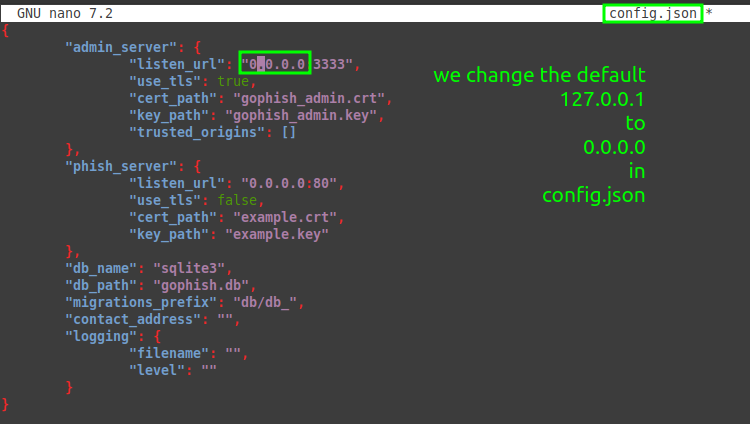 GNU nano 7.2 config.json *
{
"admin_server": {
"listen_url": "0.0.0.0:3333",
"use_tls": true,
"cert_path": "gophish_admin.crt",
"key_path": "gophish_admin.key",
"trusted_origins": []
},
"phish_server": {
"listen_url": "0.0.0.0:80",
"use_tls": false,
"cert_path": "example.crt",
"key_path": "example.key"
},
"db_name": "sqlite3",
"db_path": "gophish.db",
"migrations_prefix": "db/db_",
"contact_address": "",
"logging": {
"filename": "",
"level": ""
}
}
we change the default
127.0.0.1
to
0.0.0.0
in
config.json